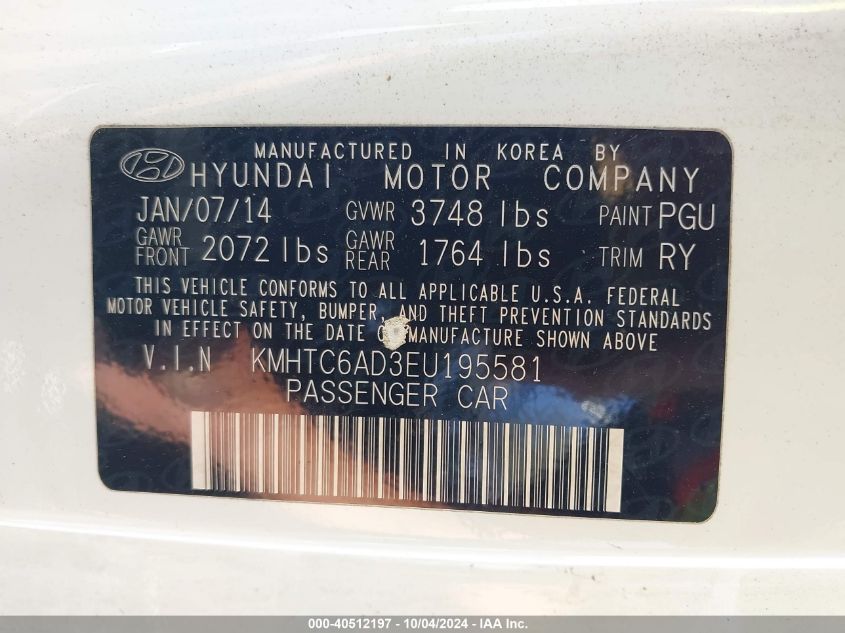 MANUFACTURED IN KOREA BY
HYUNDAI MOTOR COMPANY
JAN/07/14 GVWR 3748 lbs PAINT PGU
GAWR FRONT 2072 lbs GAWR REAR 1764 lbs TRIM RY
THIS VEHICLE CONFORMS TO ALL APPLICABLE U.S.A. FEDERAL
MOTOR VEHICLE SAFETY, BUMPER, AND THEFT PREVENTION STANDARDS
IN EFFECT ON THE DATE MANUFACTURE SHOWN ABOVE
V.I.N KMHTC6AD3EU195581
PASSENGER CAR
000-40512197 - 10/04/2024 - IAA Inc.